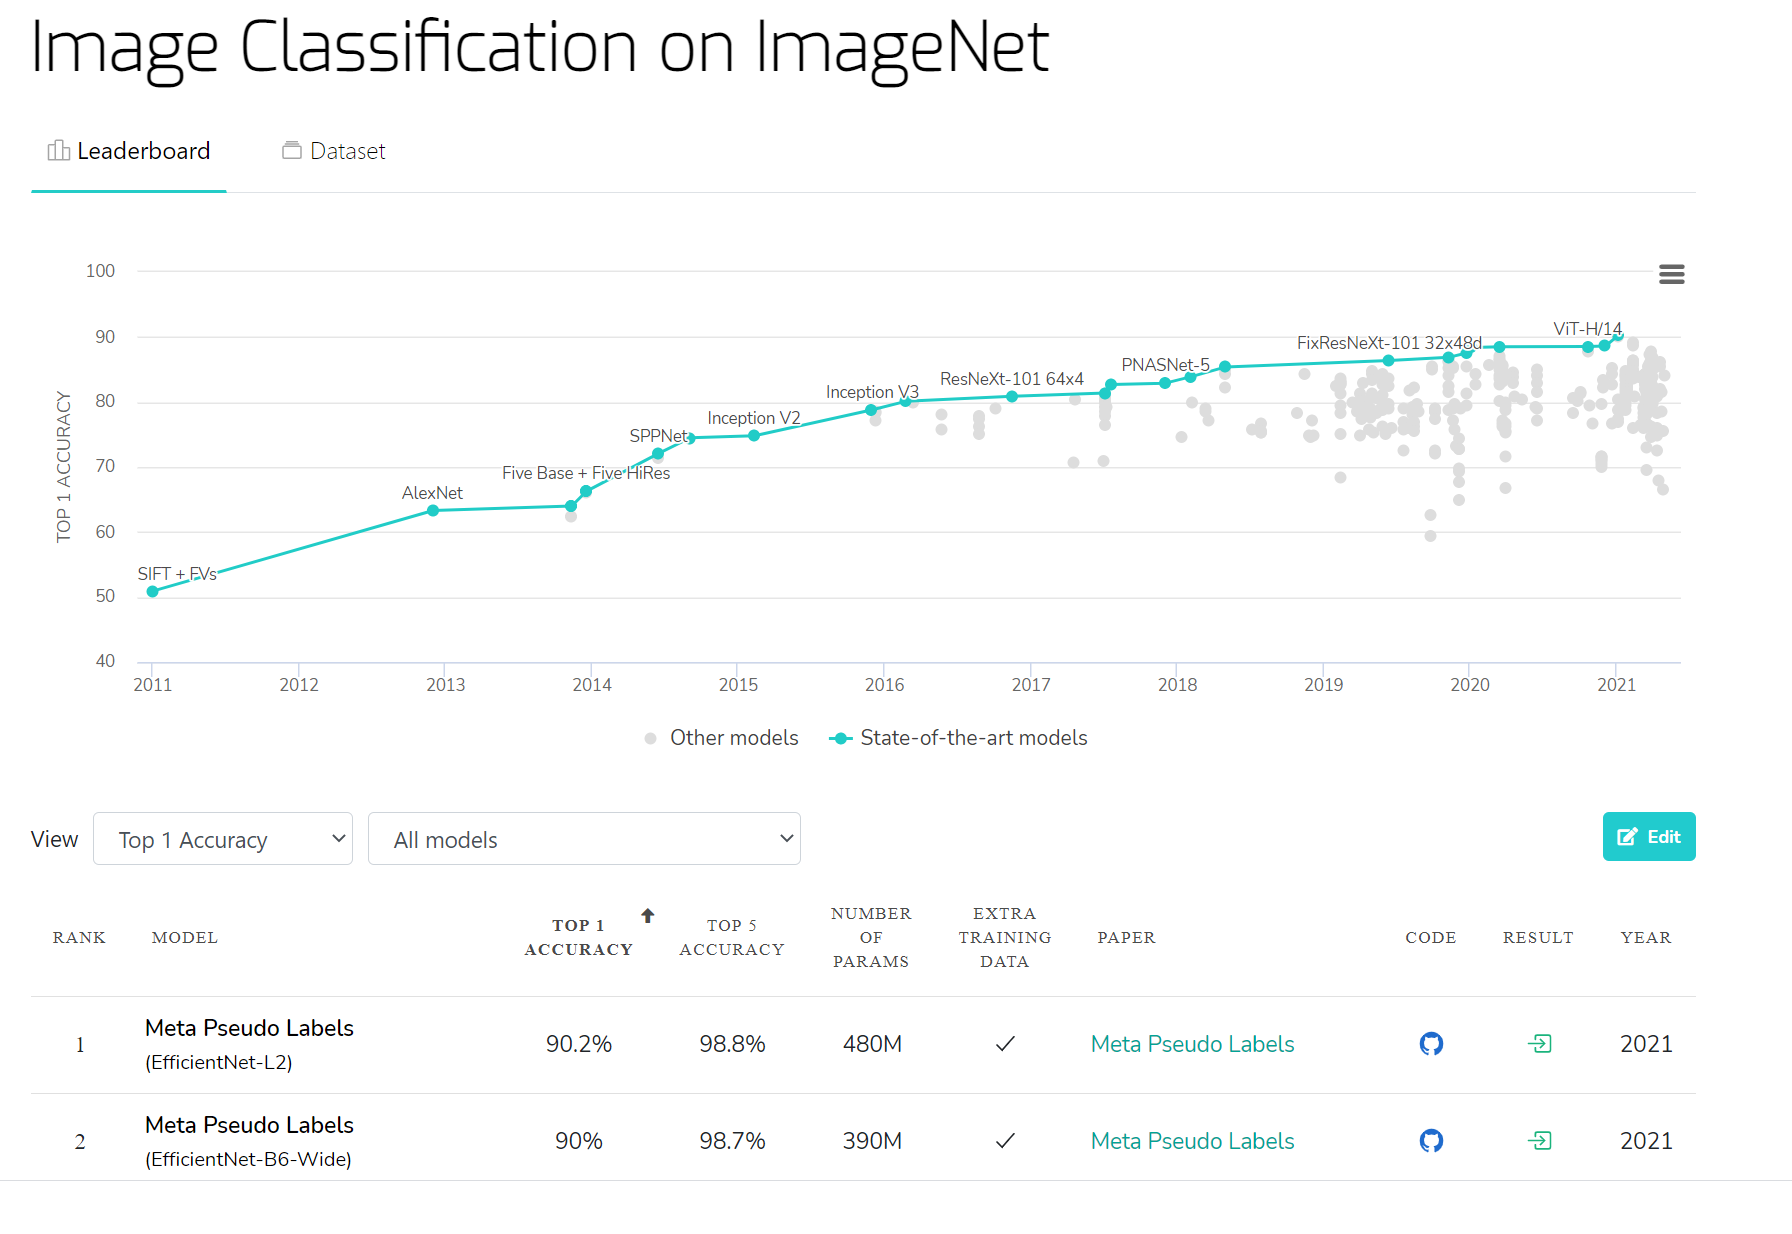 Image Classification on ImageNet
Leaderboard
Dataset
TOP 1 ACCURACY
100
90
80
70
60
50
40
SIFT + FVs
AlexNet
Five Base + Five HiRes
SPPNet
Inception V2
Inception V3
ResNeXt-101 64x4
PNASNet-5
FixResNeXt-101 32x48d
ViT-H/14
2011 2012 2013 2014 2015 2016 2017 2018 2019 2020 2021
Other models State-of-the-art models
View Top 1 Accuracy All models Edit
RANK MODEL TOP 1 ACCURACY TOP 5 ACCURACY NUMBER OF PARAMS EXTRA TRAINING DATA PAPER CODE RESULT YEAR
1 Meta Pseudo Labels (EfficientNet-L2) 90.2% 98.8% 480M ✓ Meta Pseudo Labels 2021
2 Meta Pseudo Labels (EfficientNet-B6-Wide) 90% 98.7% 390M ✓ Meta Pseudo Labels 2021